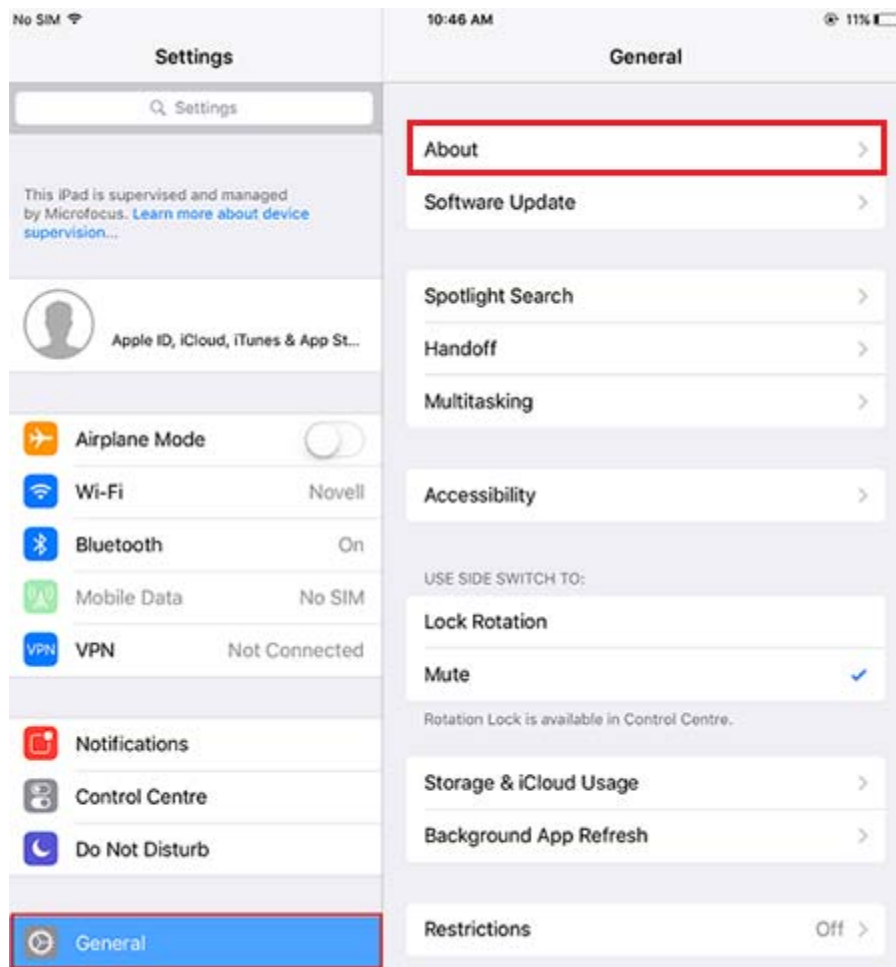 No SIM
10:46 AM
11%
Settings
Settings
This iPad is supervised and managed
by Microfocus. Learn more about device
supervision...
Apple ID, iCloud, iTunes & App St...
Airplane Mode
Wi-Fi Novell
Bluetooth On
Mobile Data No SIM
VPN VPN Not Connected
Notifications
Control Centre
Do Not Disturb
General
General
About
Software Update
Spotlight Search
Handoff
Multitasking
Accessibility
USE SIDE SWITCH TO:
Lock Rotation
Mute
Rotation Lock is available in Control Centre.
Storage & iCloud Usage
Background App Refresh
Restrictions Off